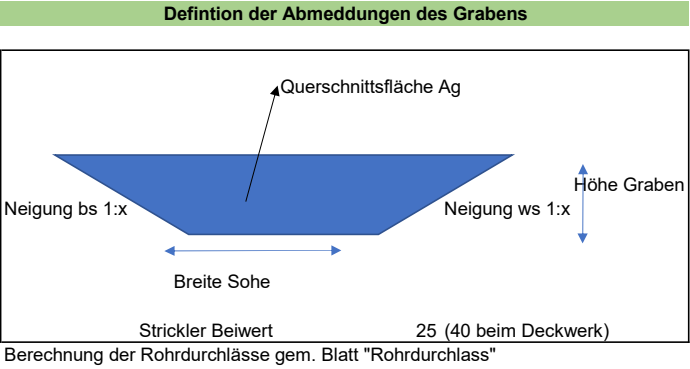 Defintion der Abmeddungen des Grabens
Querschnittsfläche Ag
Höhe Graben
Neigung bs 1:x
Neigung ws 1:x
Breite Sohe
Strickler Beiwert 25 (40 beim Deckwerk)
Berechnung der Rohrdurchlässe gem. Blatt "Rohrdurchlass"